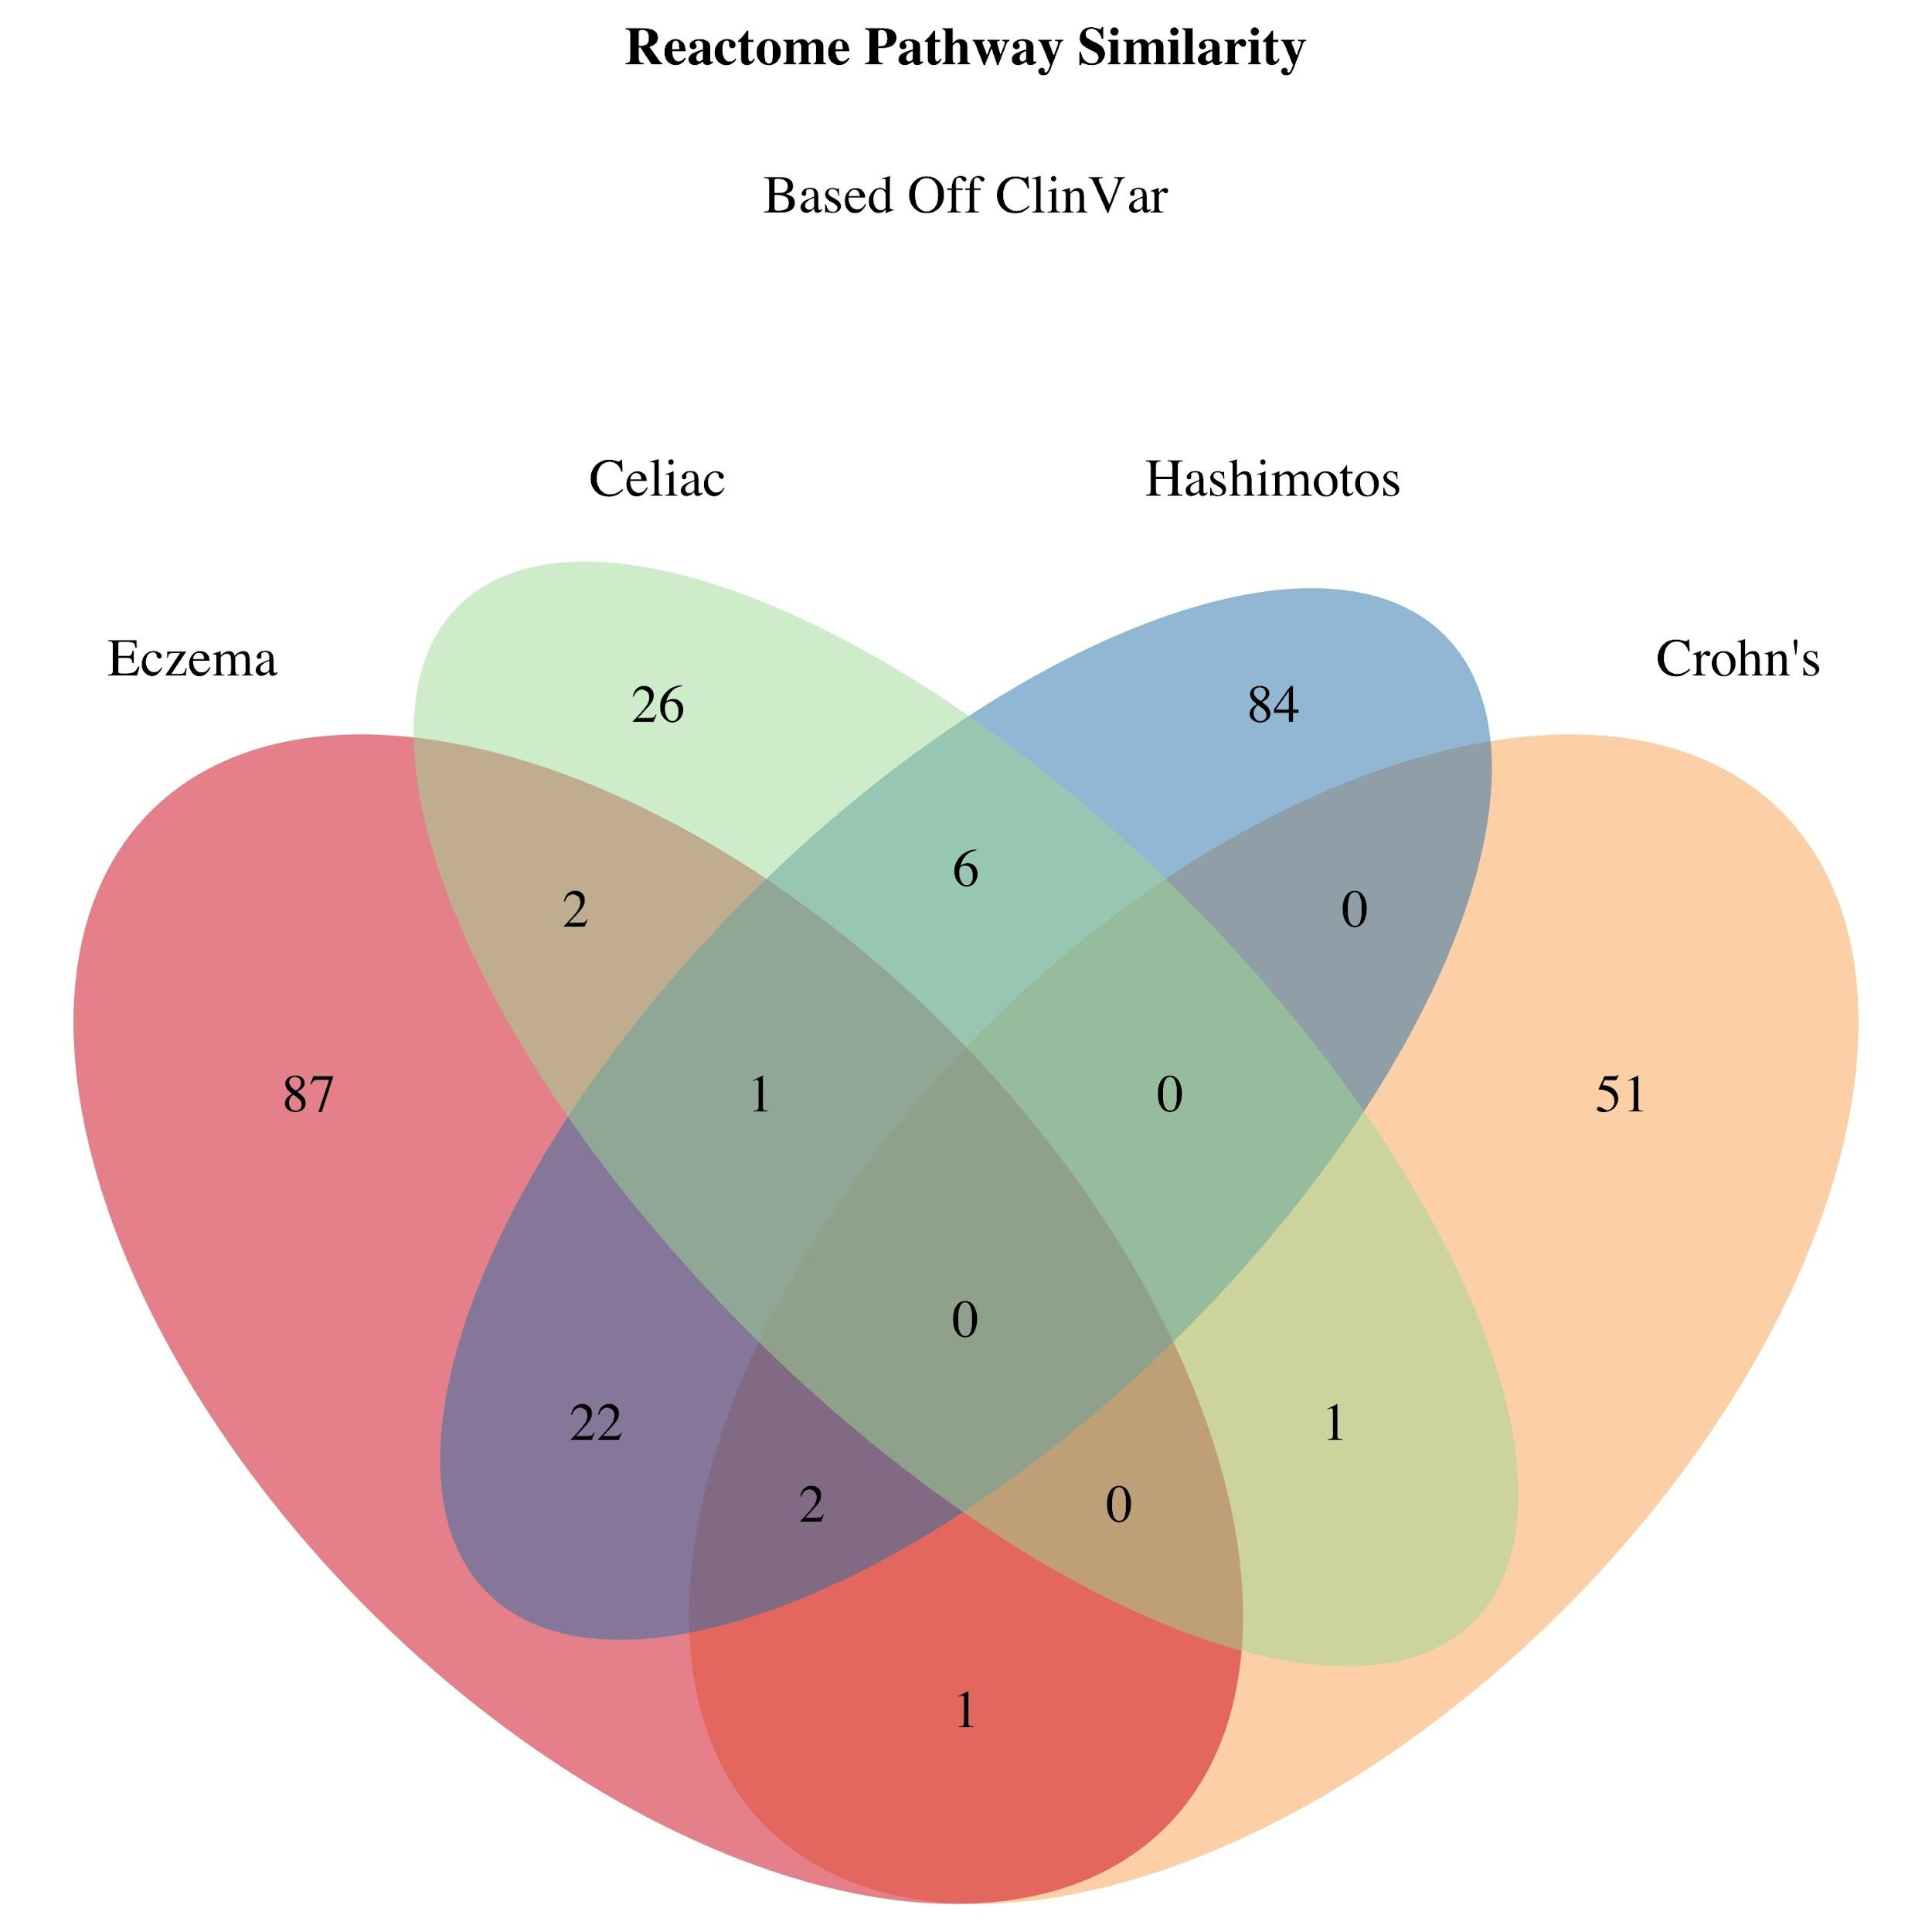 Reactome Pathway Similarity
Based Off ClinVar
Celiac
Hashimotos
Eczema
Crohn's
26
84
6
2
0
87
1
0
51
0
22
1
2
0
1